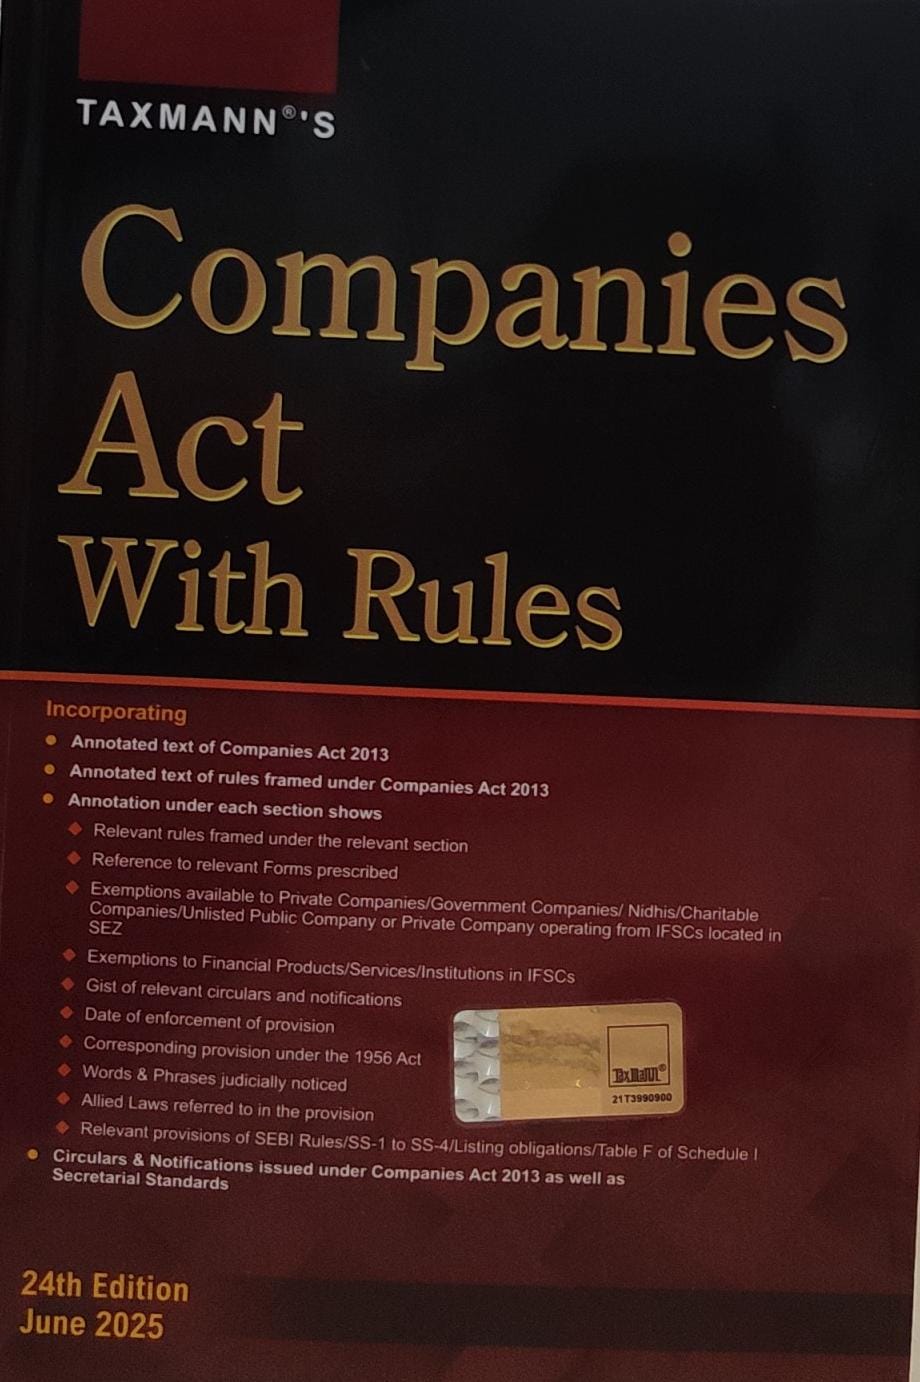 TAXMANN®'S
Companies
Act
With Rules
Incorporating
• Annotated text of Companies Act 2013
• Annotated text of rules framed under Companies Act 2013
• Annotation under each section shows
◆ Relevant rules framed under the relevant section
◆ Reference to relevant Forms prescribed
◆ Exemptions available to Private Companies/Government Companies/ Nidhis/Charitable
Companies/Unlisted Public Company or Private Company operating from IFSCs located in
SEZ
◆ Exemptions to Financial Products/Services/Institutions in IFSCs
◆ Gist of relevant circulars and notifications
◆ Date of enforcement of provision
◆ Corresponding provision under the 1956 Act
◆ Words & Phrases judicially noticed
◆ Allied Laws referred to in the provision
◆ Relevant provisions of SEBI Rules/SS-1 to SS-4/Listing obligations/Table F of Schedule I
• Circulars & Notifications issued under Companies Act 2013 as well as
Secretarial Standards
TaxMann®
21T3990900
24th Edition
June 2025